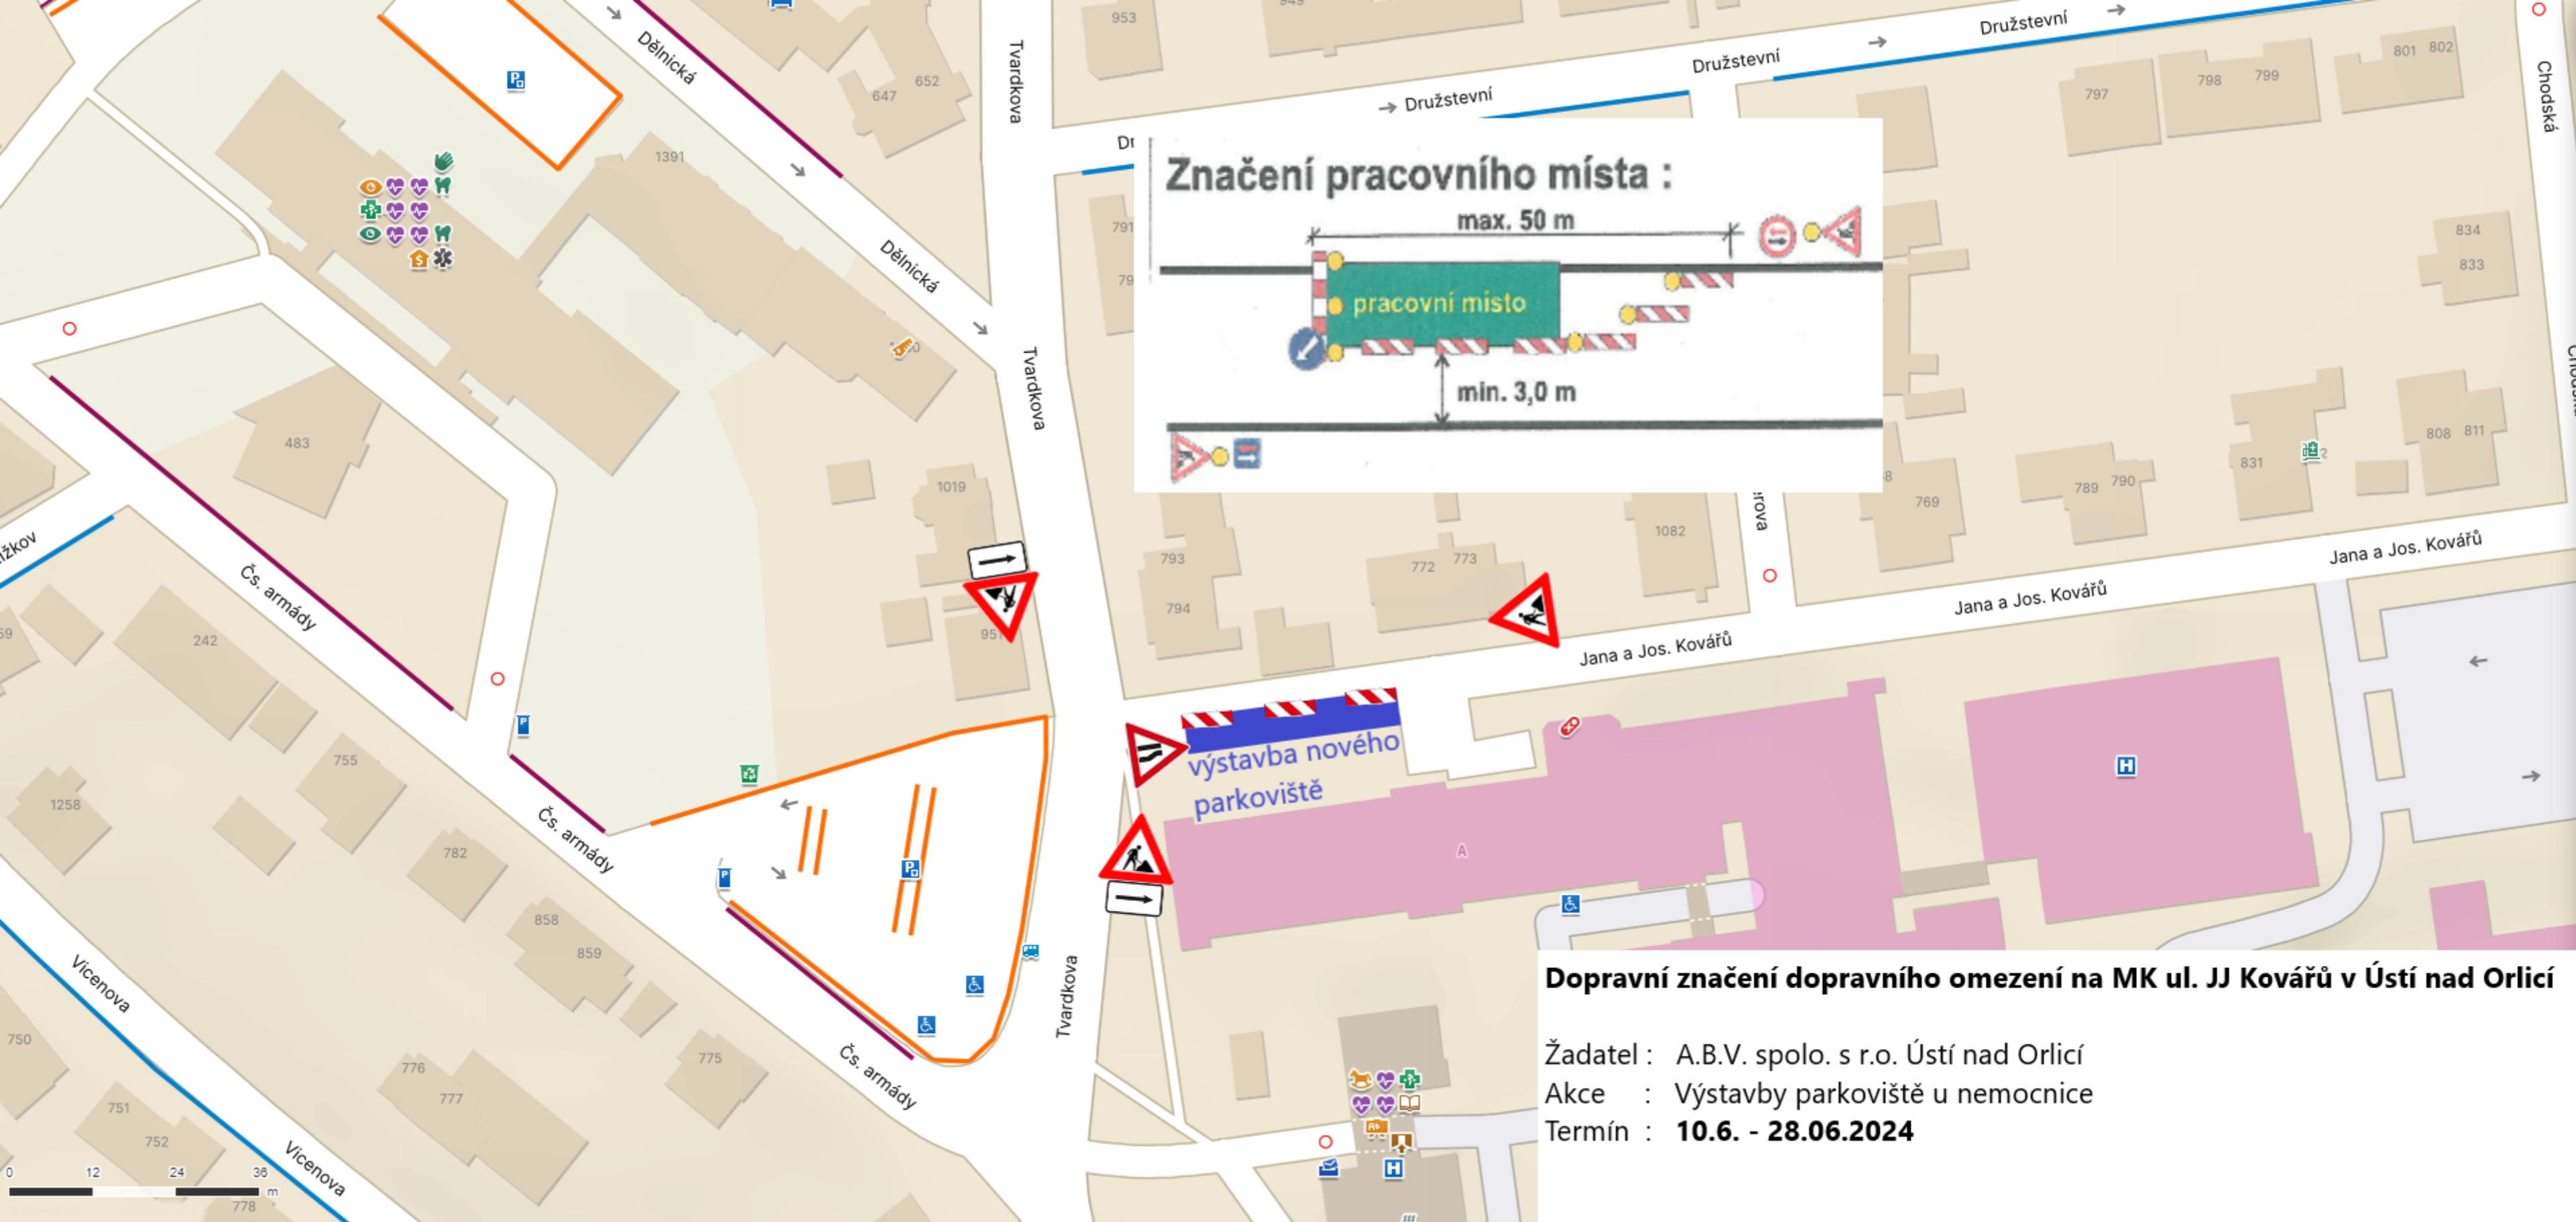 953
949
Tvardkova
Dělnická
647
652
1391
Dělnická
Tvardkova
Družstevní
Družstevní
Družstevní
797
798
799
801
802
Chodská
791
834
833
Značení pracovního místa :
max. 50 m
pracovní místo
min. 3,0 m
483
1019
951
793
794
772
773
1082
769
789
790
831
808
811
Jana a Jos. Kovářů
Jana a Jos. Kovářů
Jana a Jos. Kovářů
Čs. armády
242
755
1258
782
Čs. armády
858
859
výstavba nového
parkoviště
A
H
Tvardkova
Čs. armády
Vicenova
750
751
752
776
777
775
778
Vicenova
H
0 12 24 36
m
Dopravní značení dopravního omezení na MK ul. JJ Kovářů v Ústí nad Orlicí
Žadatel : A.B.V. spolo. s r.o. Ústí nad Orlicí
Akce : Výstavby parkoviště u nemocnice
Termín : 10.6. - 28.06.2024